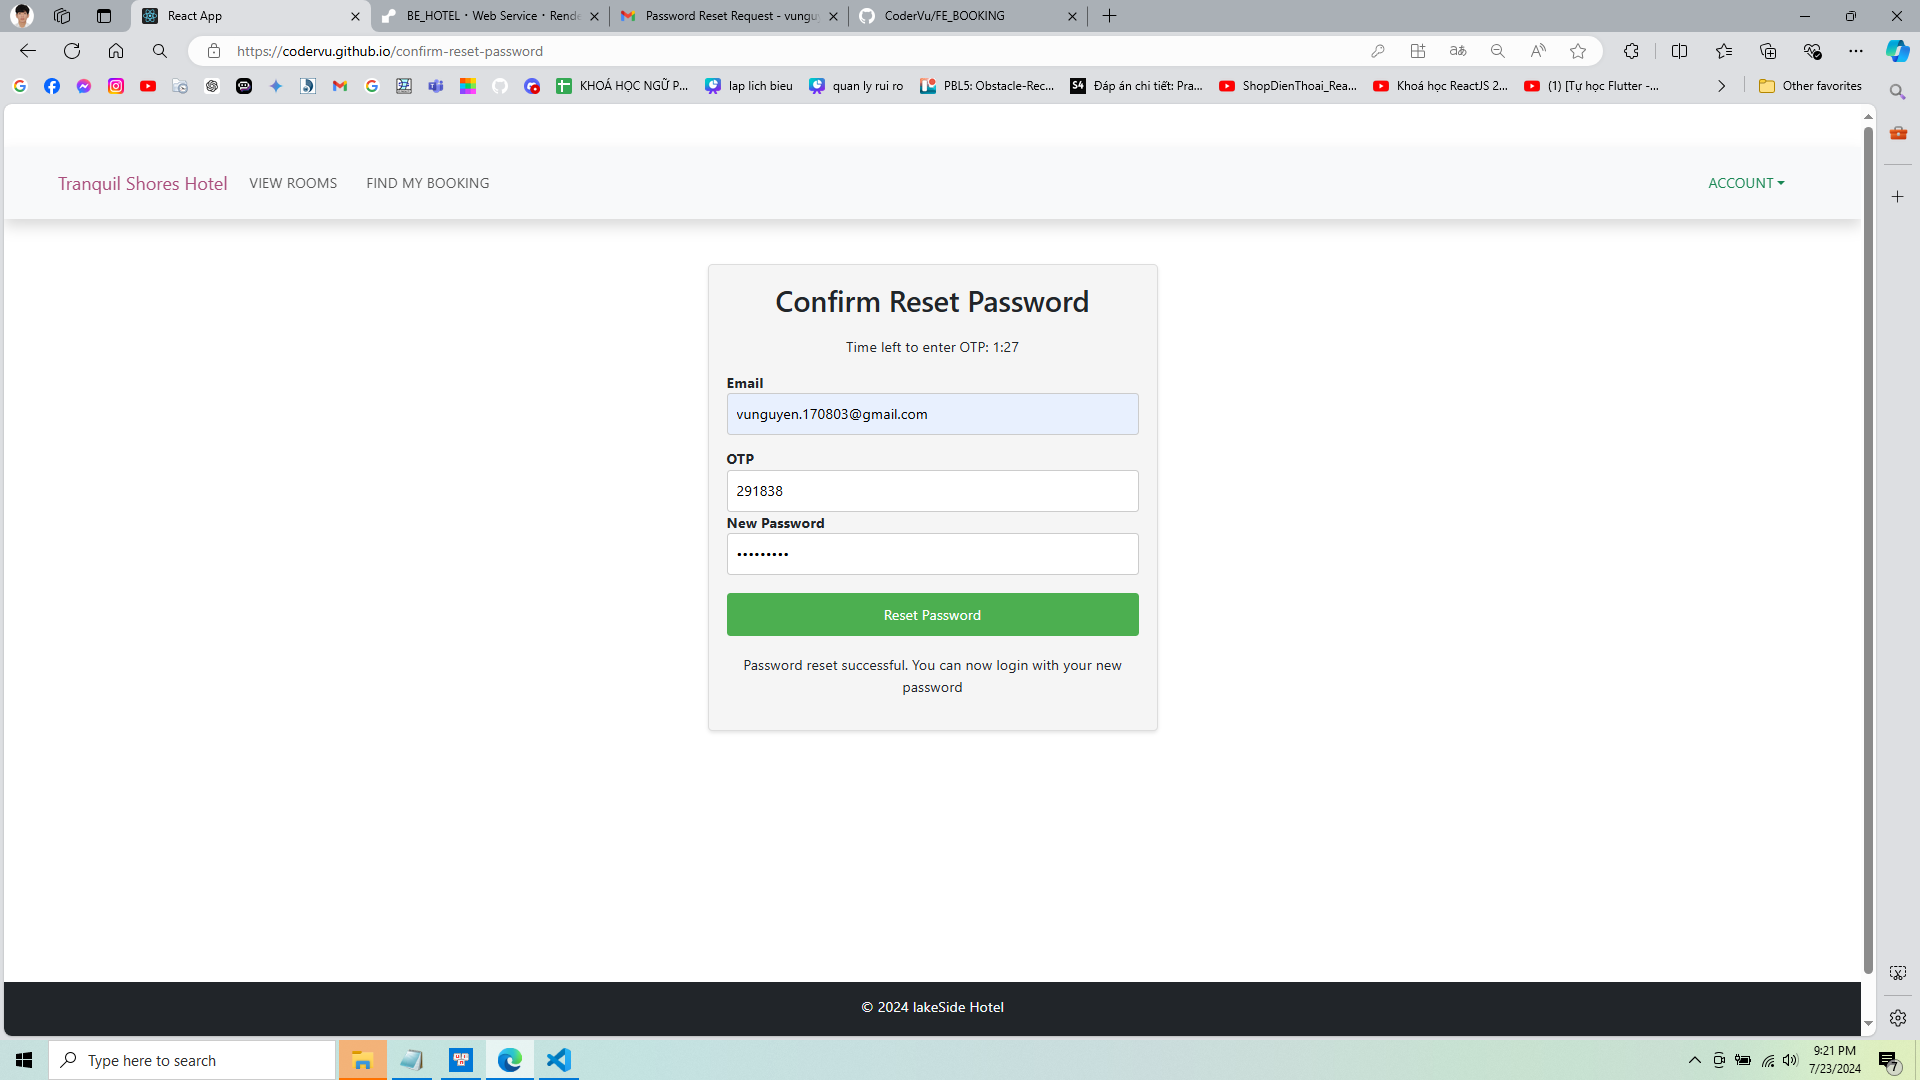 React App
BE_HOTEL · Web Service · Rende
Password Reset Request - vungu
CoderVu/FE_BOOKING
https://codervu.github.io/confirm-reset-password
KHOÁ HỌC NGỮ P...
lap lich bieu
quan ly rui ro
PBL5: Obstacle-Rec...
S4
Đáp án chi tiết: Pra...
ShopDienThoai_Rea...
Khoá học ReactJS 2...
(1) [Tự học Flutter -...
Other favorites
Tranquil Shores Hotel
VIEW ROOMS
FIND MY BOOKING
ACCOUNT
Confirm Reset Password
Time left to enter OTP: 1:27
Email
vunguyen.170803@gmail.com
OTP
291838
New Password
•••••••••
Reset Password
Password reset successful. You can now login with your new
password
© 2024 lakeSide Hotel
Type here to search
9:21 PM
7/23/2024
7